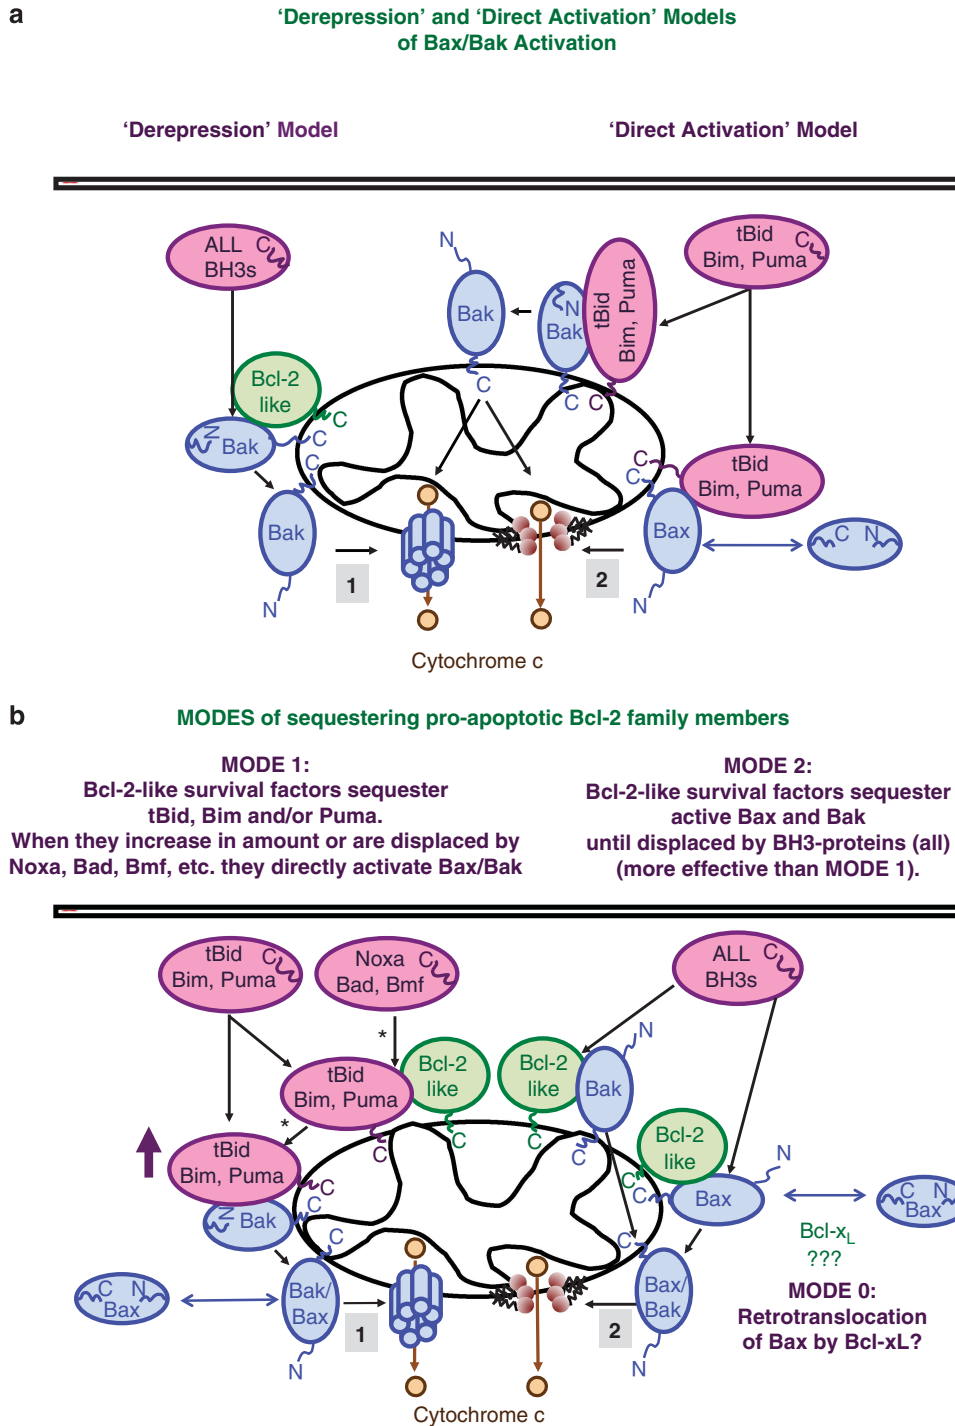 a
‘Derepression’ and ‘Direct Activation’ Models
of Bax/Bak Activation
‘Derepression’ Model
‘Direct Activation’ Model
ALL C
BH3s
N
Bak
C
N
Bak
C
tBid
Bim, Puma
C
tBid C
Bim, Puma
Bcl-2
like
C
N Bak
C
C
Bak
N
1
C
tBid
Bim, Puma
C
Bax
N
C N
2
Cytochrome c
b
MODES of sequestering pro-apoptotic Bcl-2 family members
MODE 1:
Bcl-2-like survival factors sequester
tBid, Bim and/or Puma.
When they increase in amount or are displaced by
Noxa, Bad, Bmf, etc. they directly activate Bax/Bak
MODE 2:
Bcl-2-like survival factors sequester
active Bax and Bak
until displaced by BH3-proteins (all)
(more effective than MODE 1).
tBid C
Bim, Puma
Noxa C
Bad, Bmf
ALL C
BH3s
*
tBid
Bim, Puma
C
Bcl-2
like
C
Bcl-2
like
C
N
Bak
C
*
tBid
Bim, Puma
C
N Bak
C
C
Bak/
Bax
N
C N
Bax
1
Bcl-2
like
C
C
Bax
N
C N
Bax
Bcl-xL
???
MODE 0:
Retrotranslocation
of Bax by Bcl-xL?
C
Bax/
Bak
N
2
Cytochrome c